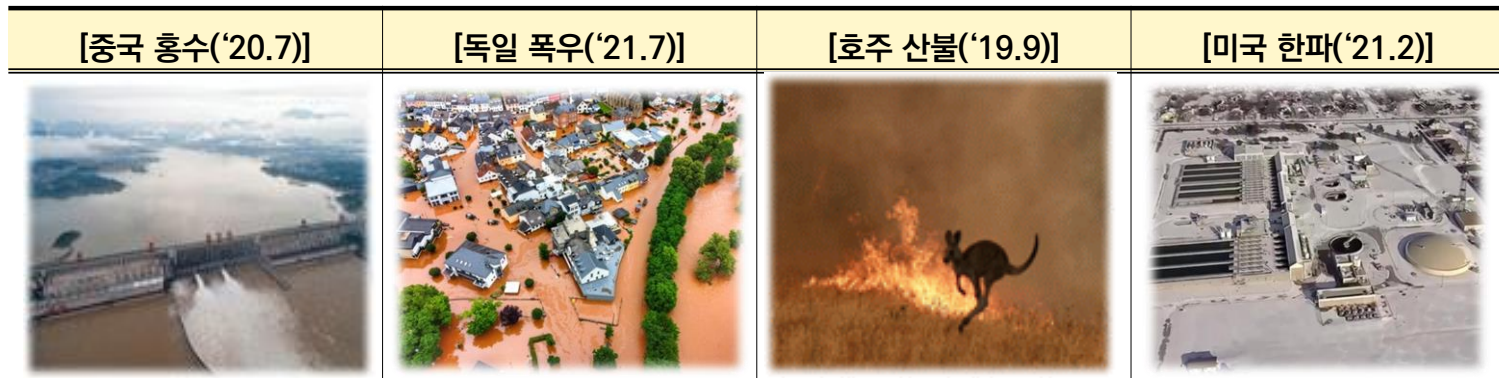 [중국 홍수(‘20.7)]
[독일 폭우(‘21.7)]
[호주 산불(‘19.9)]
[미국 한파(‘21.2)]